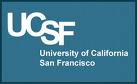 UCSF
University of California
San Francisco